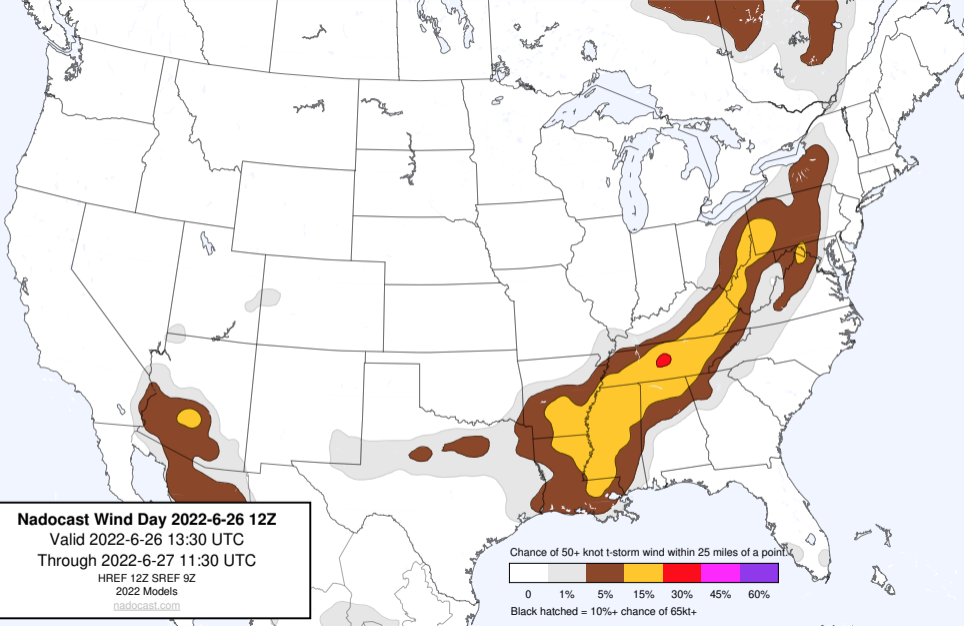 Nadocast Wind Day 2022-6-26 12Z
Valid 2022-6-26 13:30 UTC
Through 2022-6-27 11:30 UTC
HREF 12Z SREF 9Z
2022 Models
nadocast.com
Chance of 50+ knot t-storm wind within 25 miles of a point.
0 1% 5% 15% 30% 45% 60%
Black hatched = 10%+ chance of 65kt+